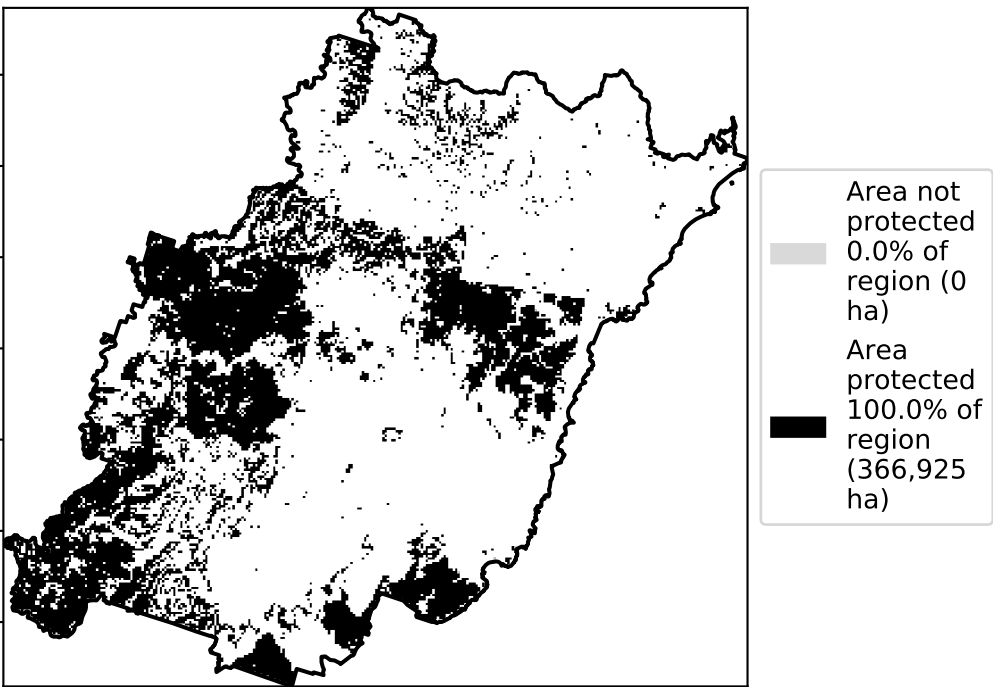 Area not
protected
0.0% of
region (0
ha)
Area
protected
100.0% of
region
(366,925
ha)